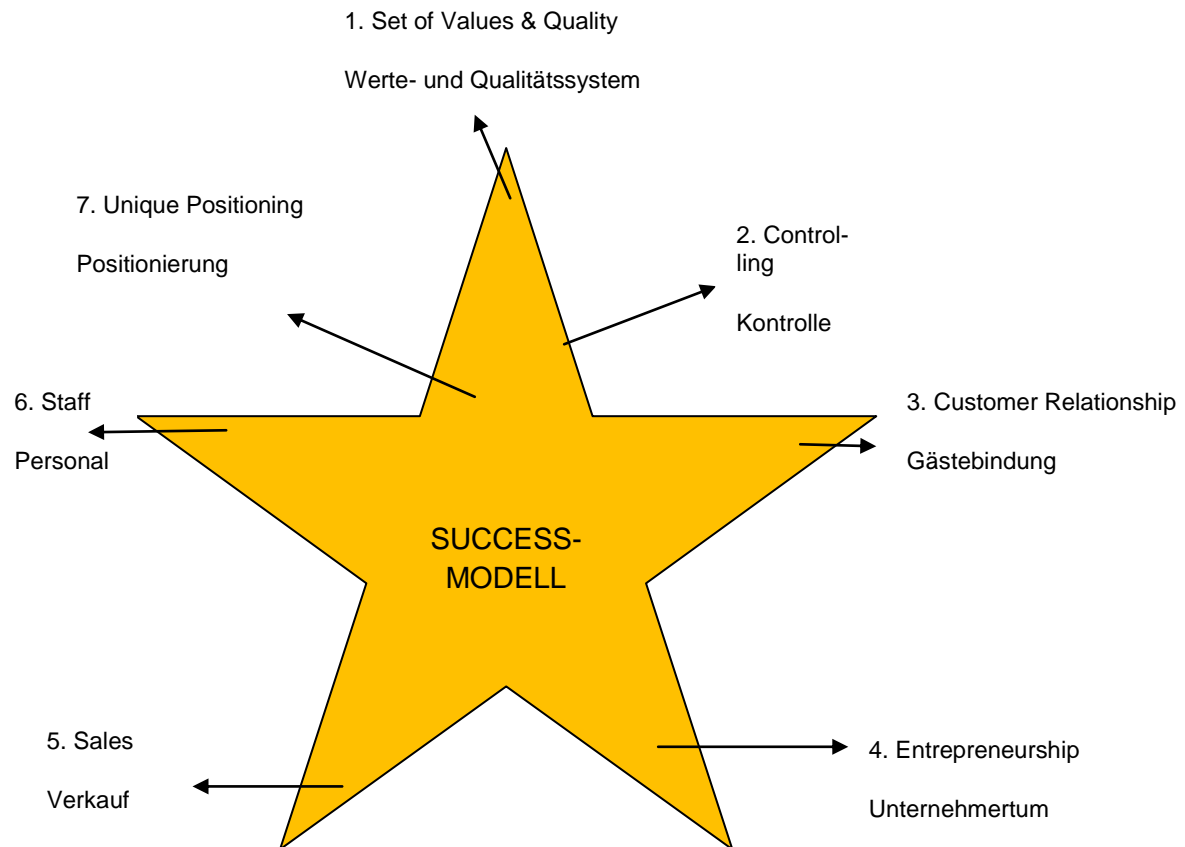 1. Set of Values & Quality
Werte- und Qualitätssystem
7. Unique Positioning
Positionierung
2. Control-
ling
Kontrolle
6. Staff
Personal
3. Customer Relationship
Gästebindung
SUCCESS-
MODELL
5. Sales
Verkauf
4. Entrepreneurship
Unternehmertum